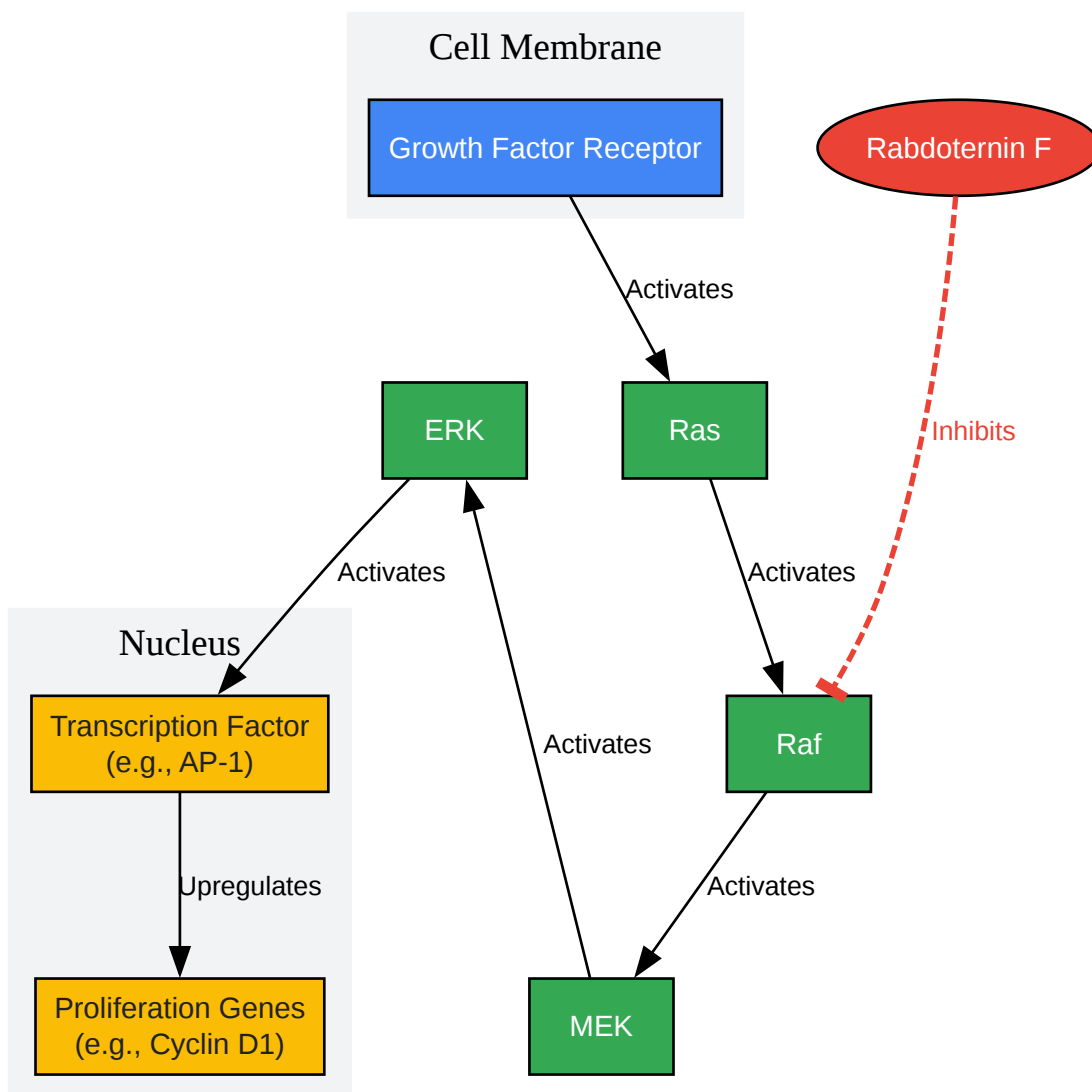 Cell Membrane
Growth Factor Receptor
Rabdoternin F
Activates
ERK
Ras
Inhibits
Activates
Activates
Nucleus
Transcription Factor
(e.g., AP-1)
Activates
Raf
Upregulates
Activates
Proliferation Genes
(e.g., Cyclin D1)
MEK